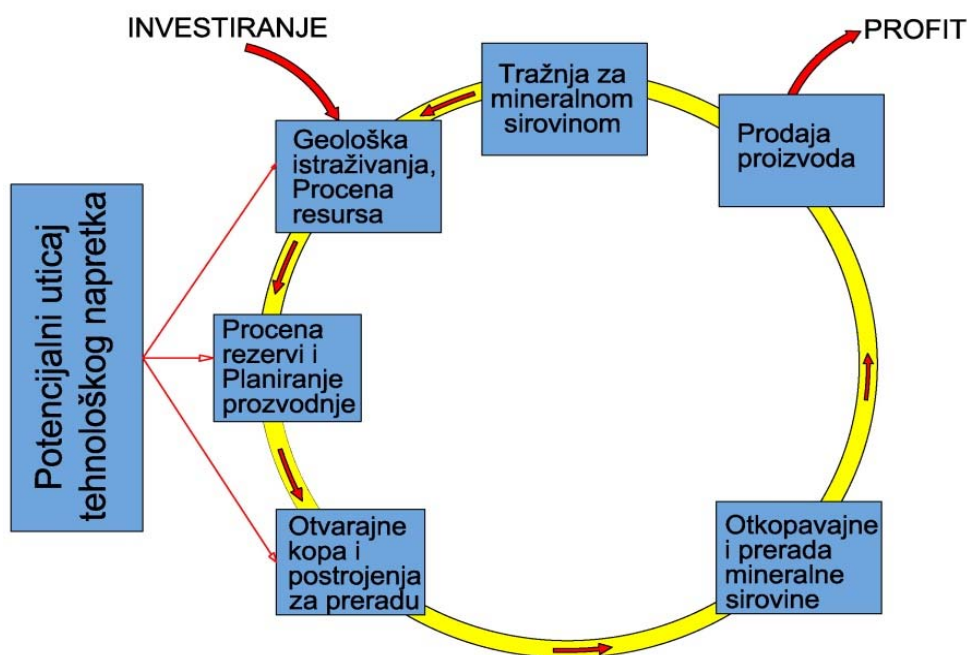 INVESTIRANJE
PROFIT
Tražnja za
mineralnom
sirovinom
Geološka
istraživanja,
Procena
resursa
Prodaja
proizvoda
Potencijalni uticaj
tehnološkog napretka
Procena
rezervi i
Planiranje
prozvodnje
Otvarajne
kopa i
postrojenja
za preradu
Otkopavajne
i prerada
mineralne
sirovine